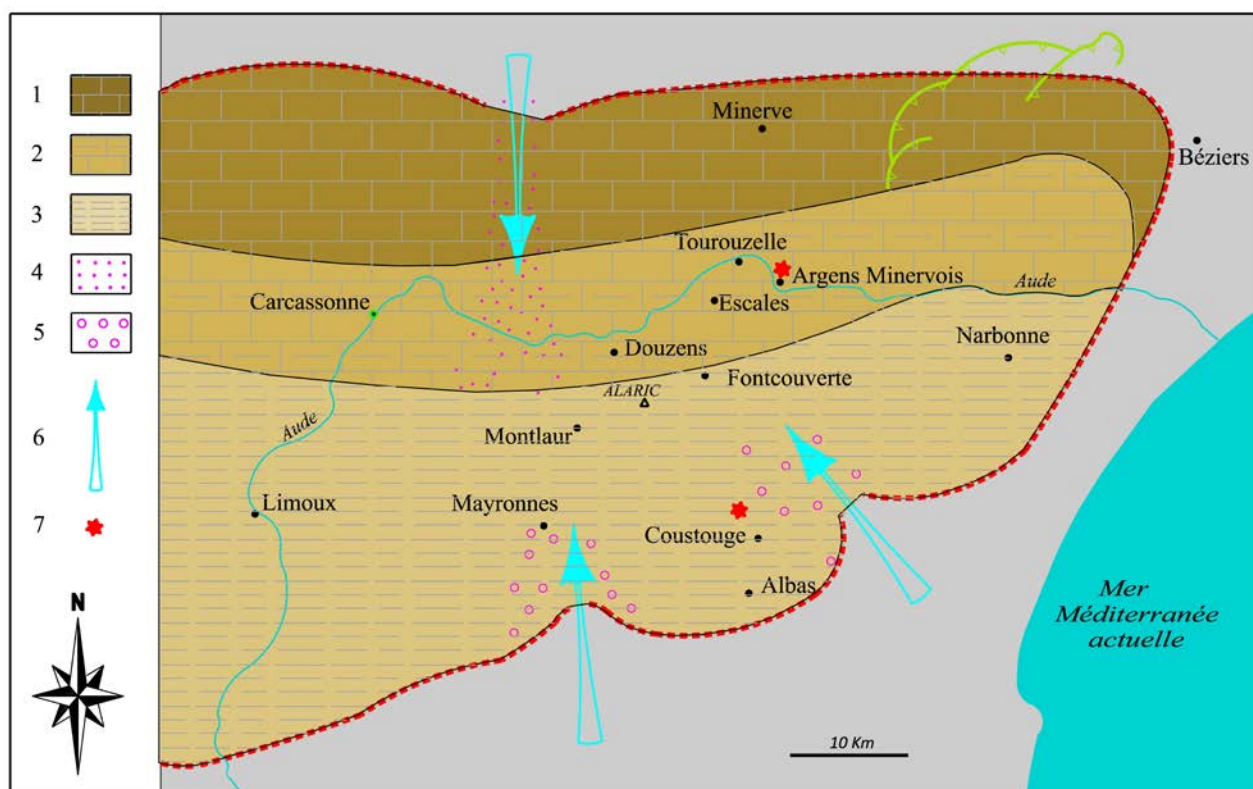 1
2
3
4
5
6
7
N
Minerve
Béziers
Tourouzelle
Argens Minervois
Aude
Carcassonne
Escales
Narbonne
Douzens
Fontcouverte
ALARIC
Aude
Montlaur
Limoux
Mayronnes
Coustouge
Albas
Mer
Méditerranée
actuelle
10 Km